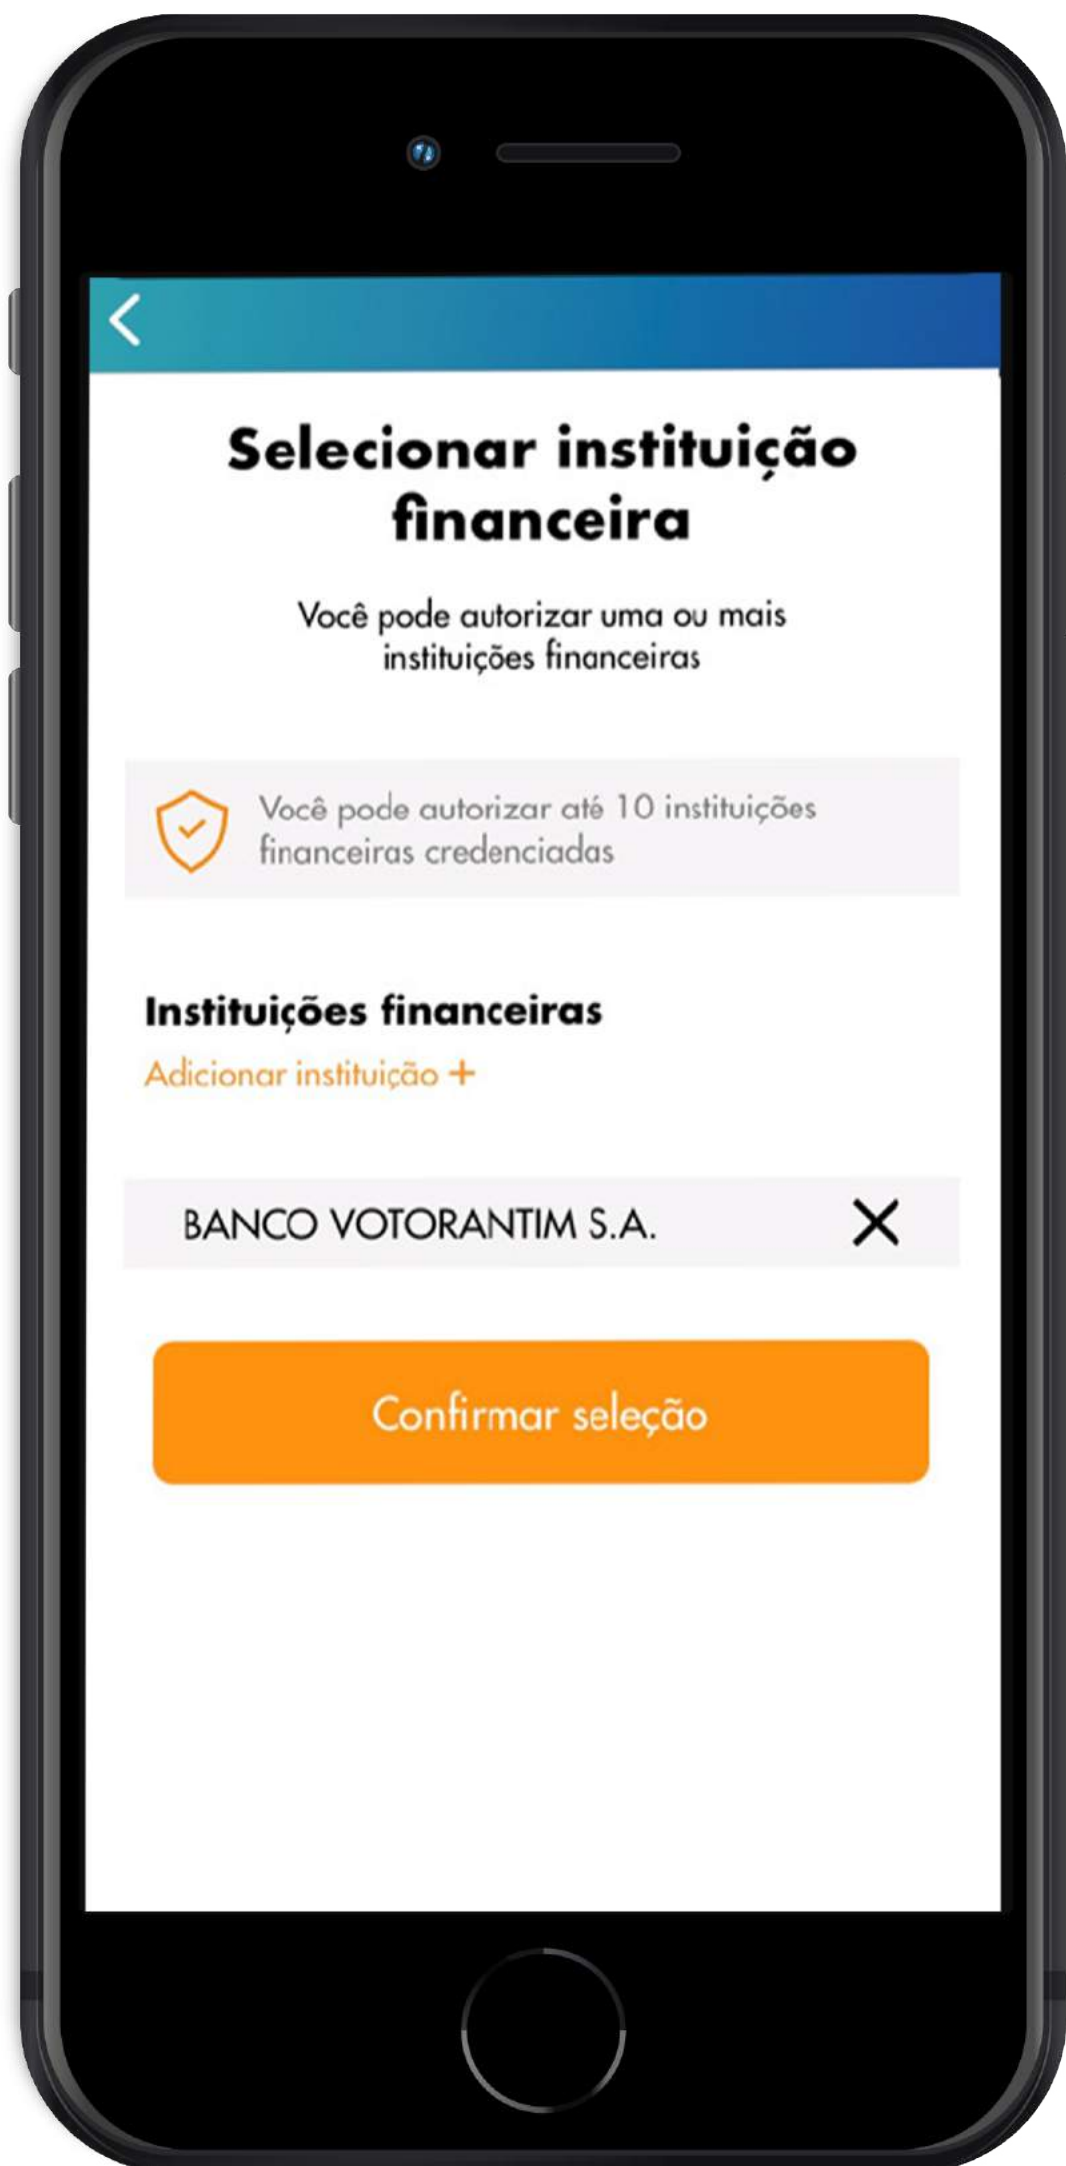 Selecionar instituição
financeira
Você pode autorizar uma ou mais
instituições financeiras
Você pode autorizar até 10 instituições
financeiras credenciadas
Instituições financeiras
Adicionar instituição +
BANCO VOTORANTIM S.A.
Confirmar seleção